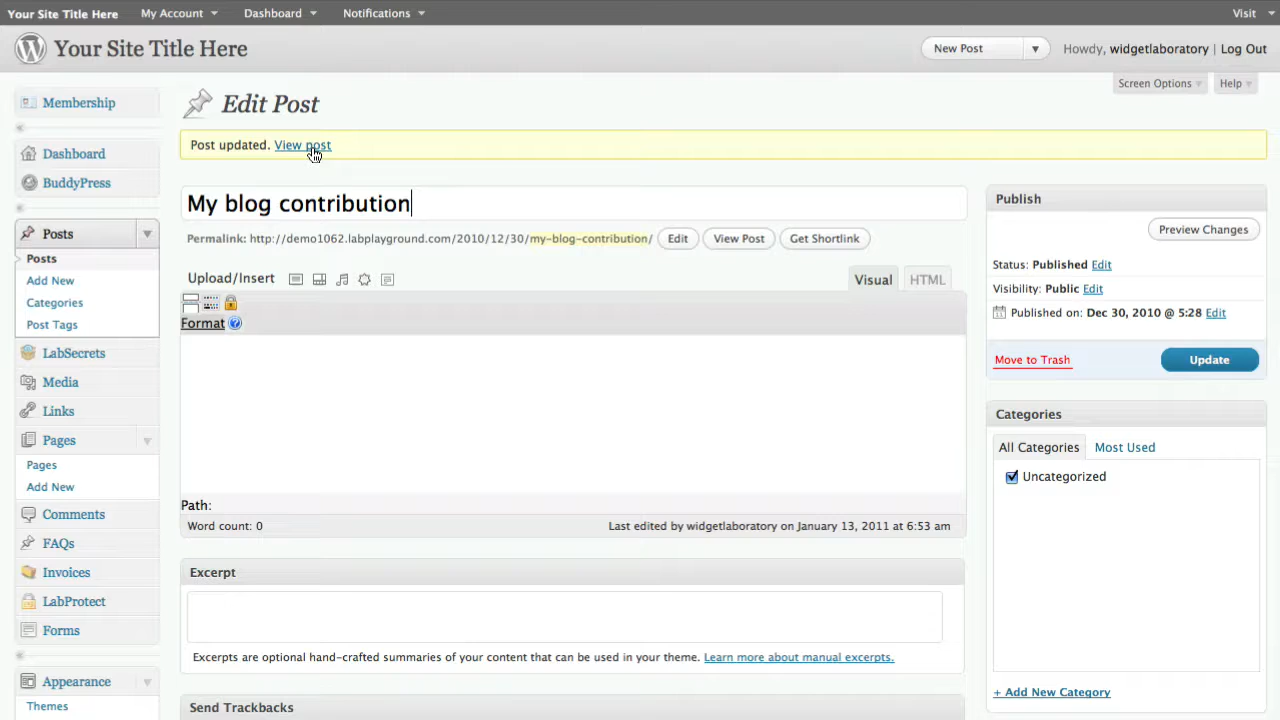 Your Site Title Here My Account Dashboard Notifications Visit
Your Site Title Here New Post Howdy, widgetlaboratory | Log Out
Screen Options Help
Membership
Dashboard
BuddyPress
Posts
Posts
Add New
Categories
Post Tags
LabSecrets
Media
Links
Pages
Pages
Add New
Comments
FAQs
Invoices
LabProtect
Forms
Appearance
Themes
Edit Post
Post updated. View post
My blog contribution
Permalink: http://demo1062.labplayground.com/2010/12/30/my-blog-contribution/ Edit View Post Get Shortlink
Upload/Insert Visual HTML
Format
Path:
Word count: 0 Last edited by widgetlaboratory on January 13, 2011 at 6:53 am
Excerpt
Excerpts are optional hand-crafted summaries of your content that can be used in your theme. Learn more about manual excerpts.
Send Trackbacks
Publish
Preview Changes
Status: Published Edit
Visibility: Public Edit
Published on: Dec 30, 2010 @ 5:28 Edit
Move to Trash Update
Categories
All Categories Most Used
Uncategorized
+ Add New Category